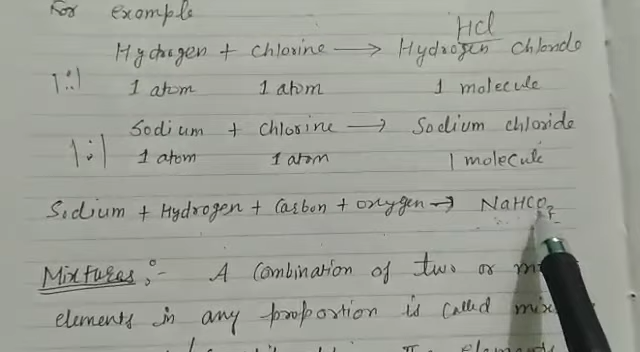 For example
HCl
Hydrogen + chlorine → Hydrogen chloride
1:1 1 atom 1 atom 1 molecule
Sodium + chlorine → Sodium chloride
1:1 1 atom 1 atom 1 molecule
Sodium + Hydrogen + Carbon + oxygen → NaHCO3
Mixtures :- A Combination of two or
elements in any proportion is called
elements